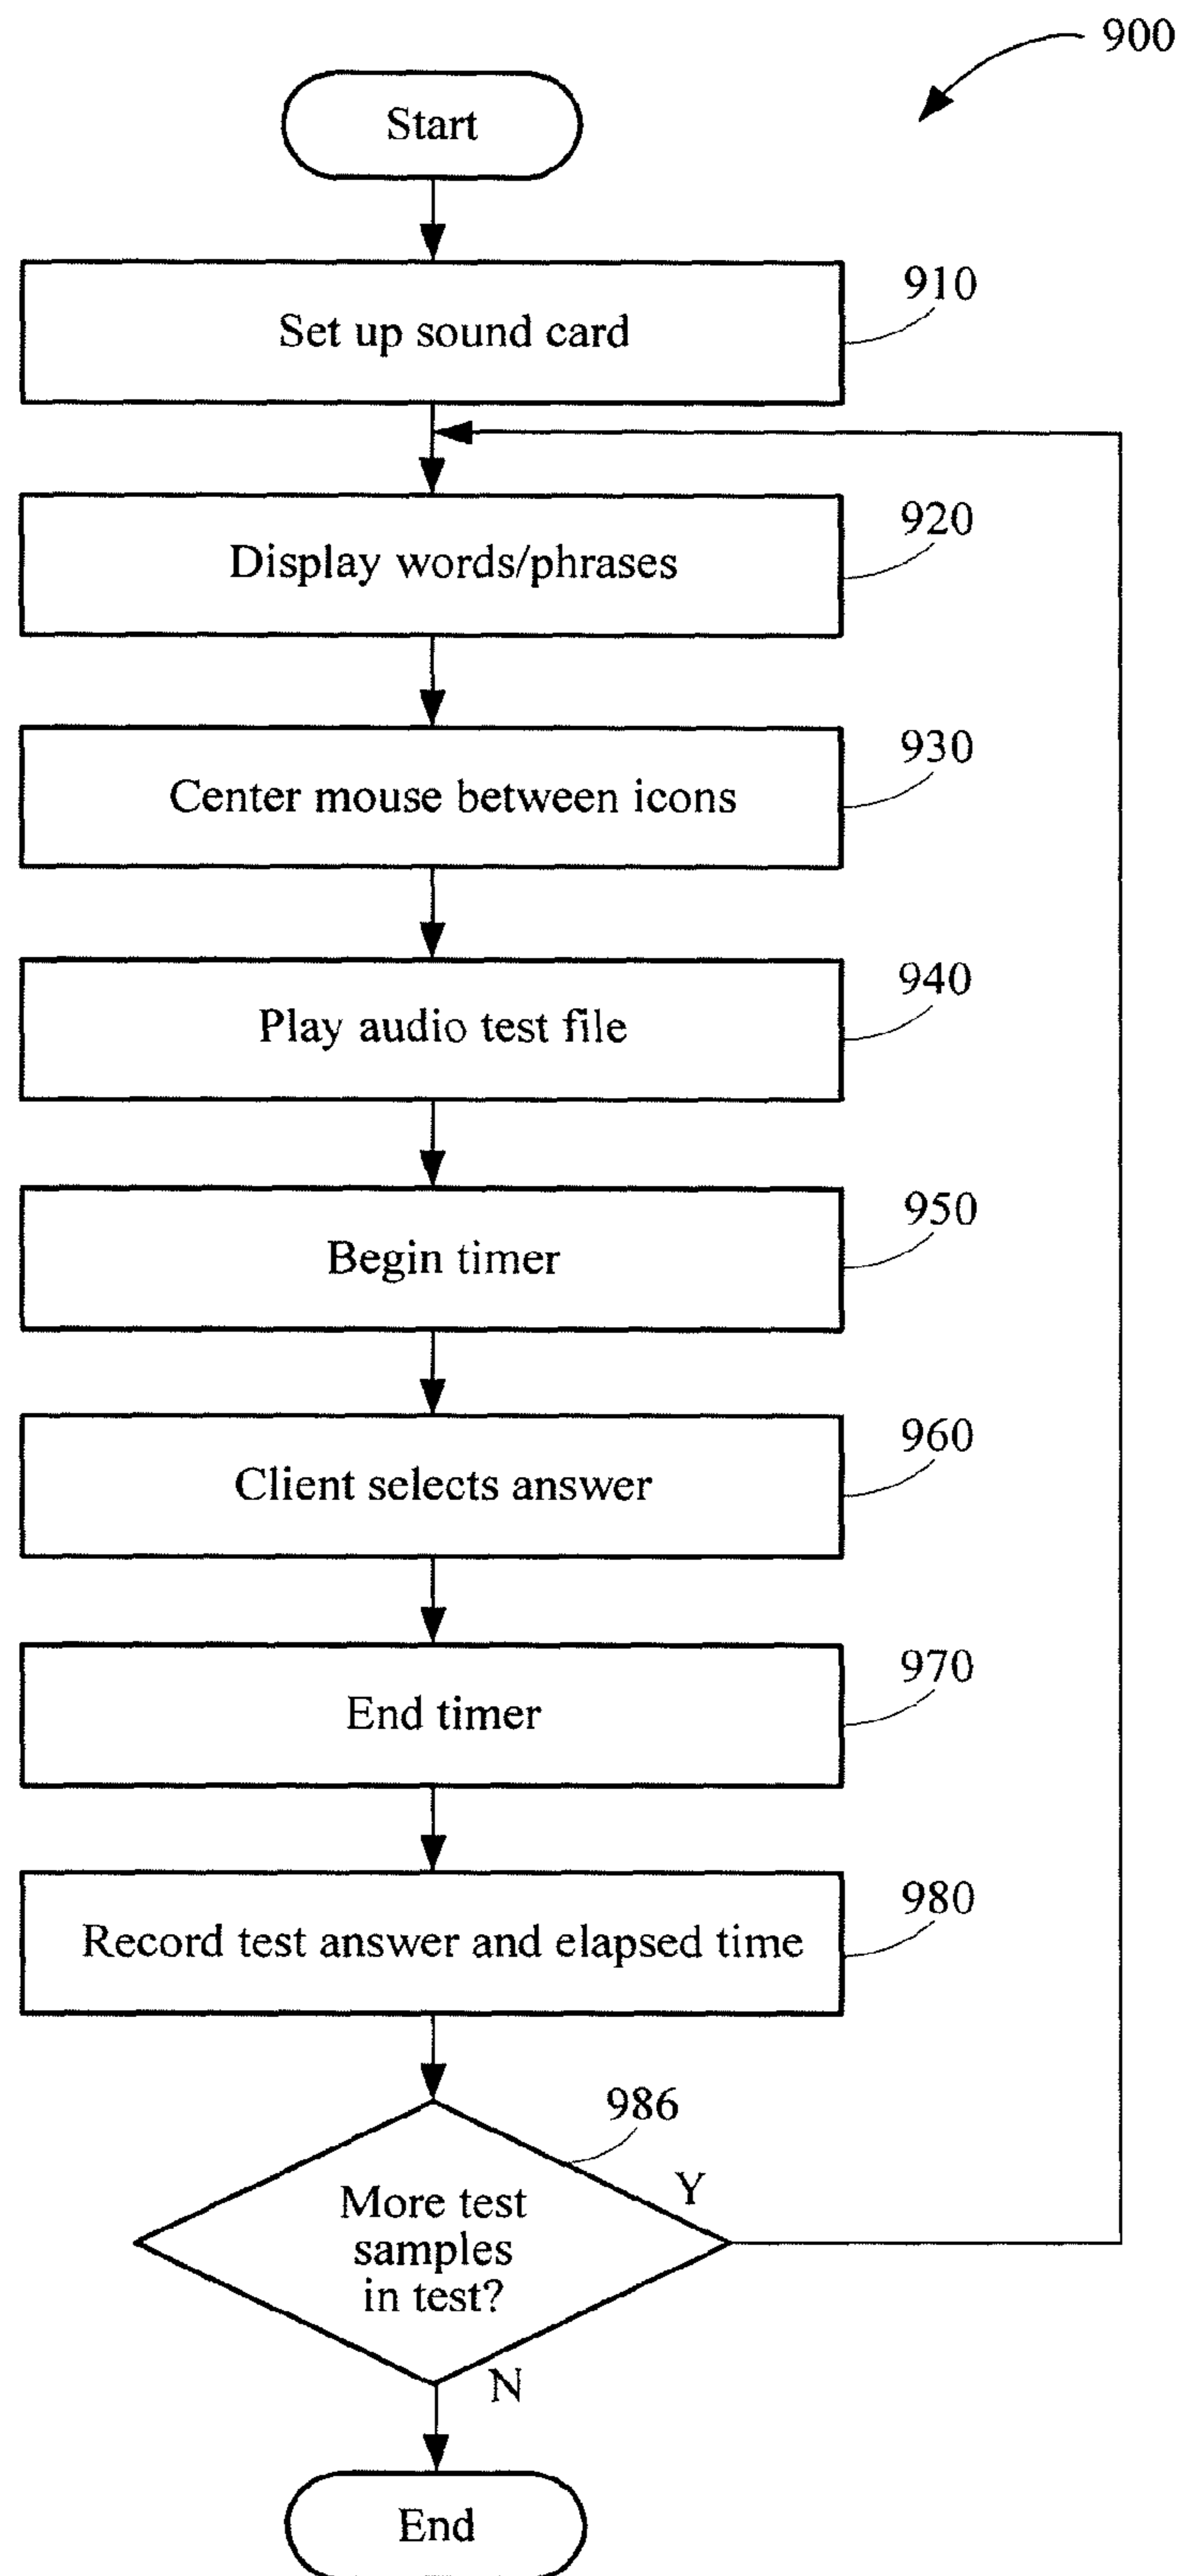 900
Start
910
Set up sound card
920
Display words/phrases
930
Center mouse between icons
940
Play audio test file
950
Begin timer
960
Client selects answer
970
End timer
980
Record test answer and elapsed time
986
Y
More test
samples
in test?
N
End